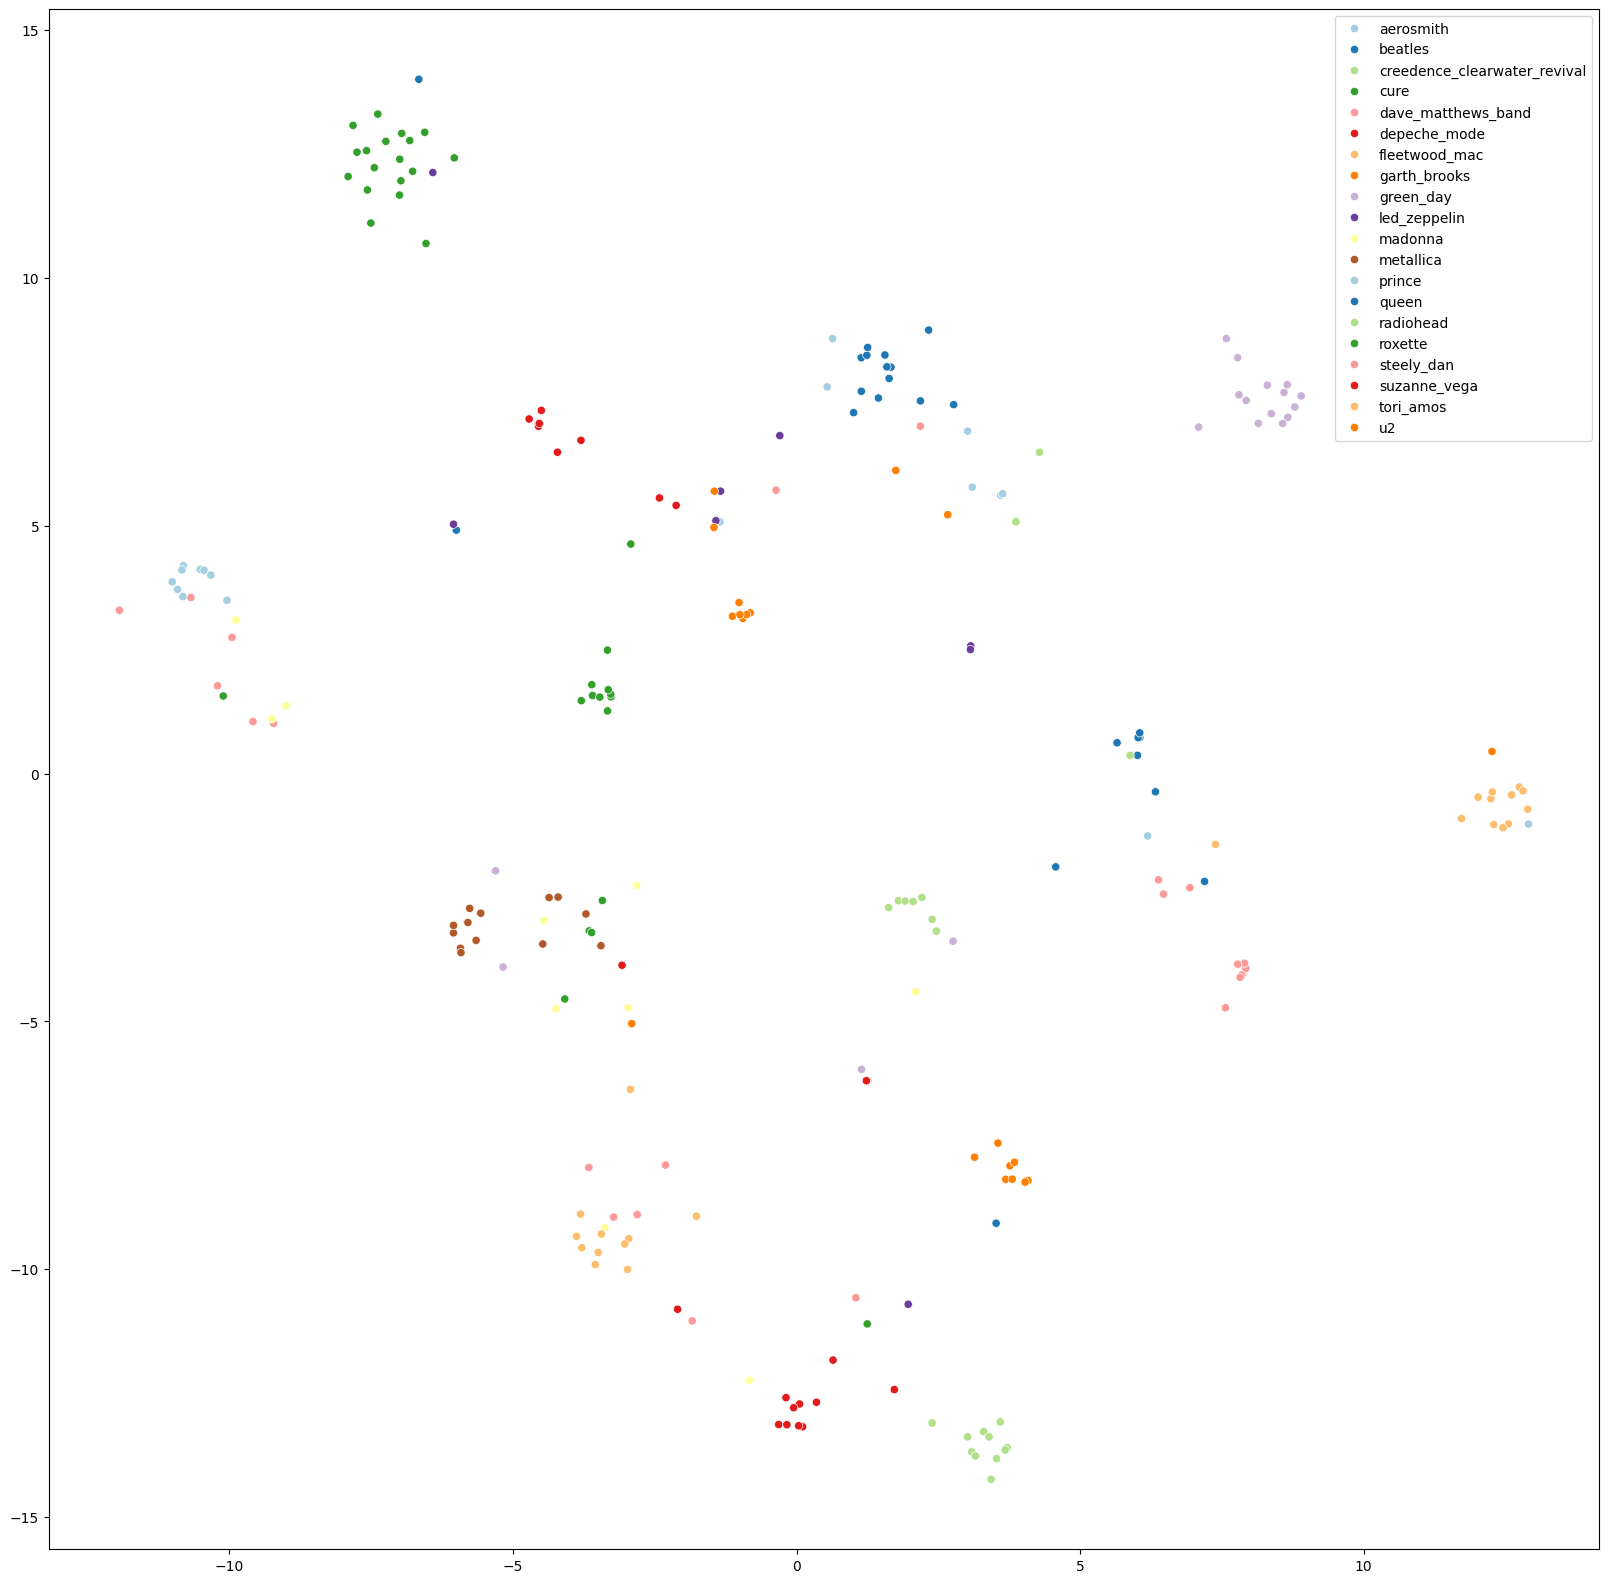 aerosmith
beatles
creedence_clearwater_revival
cure
dave_matthews_band
depeche_mode
fleetwood_mac
garth_brooks
green_day
led_zeppelin
madonna
metallica
prince
queen
radiohead
roxette
steely_dan
suzanne_vega
tori_amos
u2
15
10
5
0
−5
−10
−15
−10 −5 0 5 10